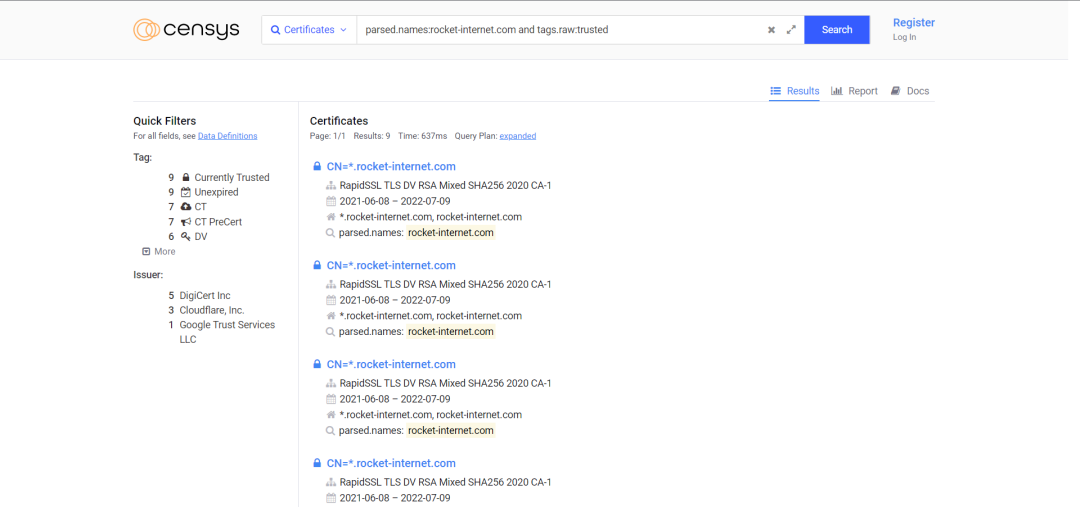 censys
Certificates
parsed.names:rocket-internet.com and tags.raw:trusted
Search
Register
Log In
Results
Report
Docs
Quick Filters
For all fields, see Data Definitions
Tag:
9 Currently Trusted
9 Unexpired
7 CT
7 CT PreCert
6 DV
More
Issuer:
5 DigiCert Inc
3 Cloudflare, Inc.
1 Google Trust Services
LLC
Certificates
Page: 1/1 Results: 9 Time: 637ms Query Plan: expanded
CN=*.rocket-internet.com
RapidSSL TLS DV RSA Mixed SHA256 2020 CA-1
2021-06-08 – 2022-07-09
*.rocket-internet.com, rocket-internet.com
parsed.names: rocket-internet.com
CN=*.rocket-internet.com
RapidSSL TLS DV RSA Mixed SHA256 2020 CA-1
2021-06-08 – 2022-07-09
*.rocket-internet.com, rocket-internet.com
parsed.names: rocket-internet.com
CN=*.rocket-internet.com
RapidSSL TLS DV RSA Mixed SHA256 2020 CA-1
2021-06-08 – 2022-07-09
*.rocket-internet.com, rocket-internet.com
parsed.names: rocket-internet.com
CN=*.rocket-internet.com
RapidSSL TLS DV RSA Mixed SHA256 2020 CA-1
2021-06-08 – 2022-07-09